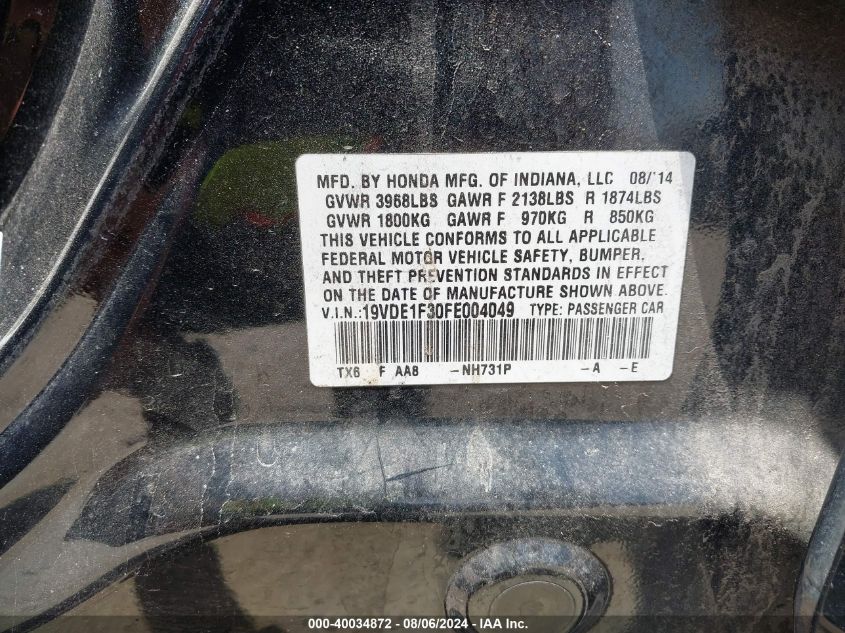 MFD. BY HONDA MFG. OF INDIANA, LLC 08/'14
GVWR 3968LBS GAWR F 2138LBS R 1874LBS
GVWR 1800KG GAWR F 970KG R 850KG
THIS VEHICLE CONFORMS TO ALL APPLICABLE
FEDERAL MOTOR VEHICLE SAFETY, BUMPER,
AND THEFT PREVENTION STANDARDS IN EFFECT
ON THE DATE OF MANUFACTURE SHOWN ABOVE.
V.I.N.:19VDE1F30FE004049 TYPE: PASSENGER CAR
TX6 F AA8 -NH731P -A -E
000-40034872 - 08/06/2024 - IAA Inc.